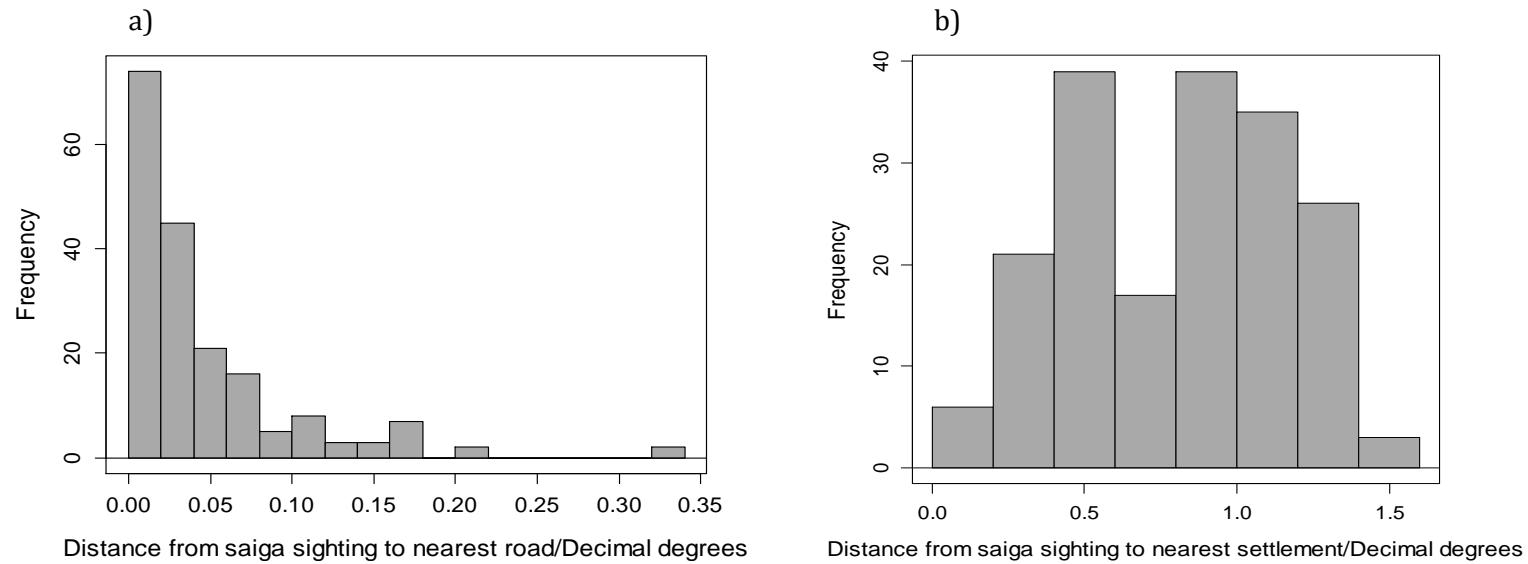 a)
Frequency
60
40
20
0
0.00 0.05 0.10 0.15 0.20 0.25 0.30 0.35
Distance from saiga sighting to nearest road/Decimal degrees
b)
Frequency
40
30
20
10
0
0.0 0.5 1.0 1.5
Distance from saiga sighting to nearest settlement/Decimal degrees